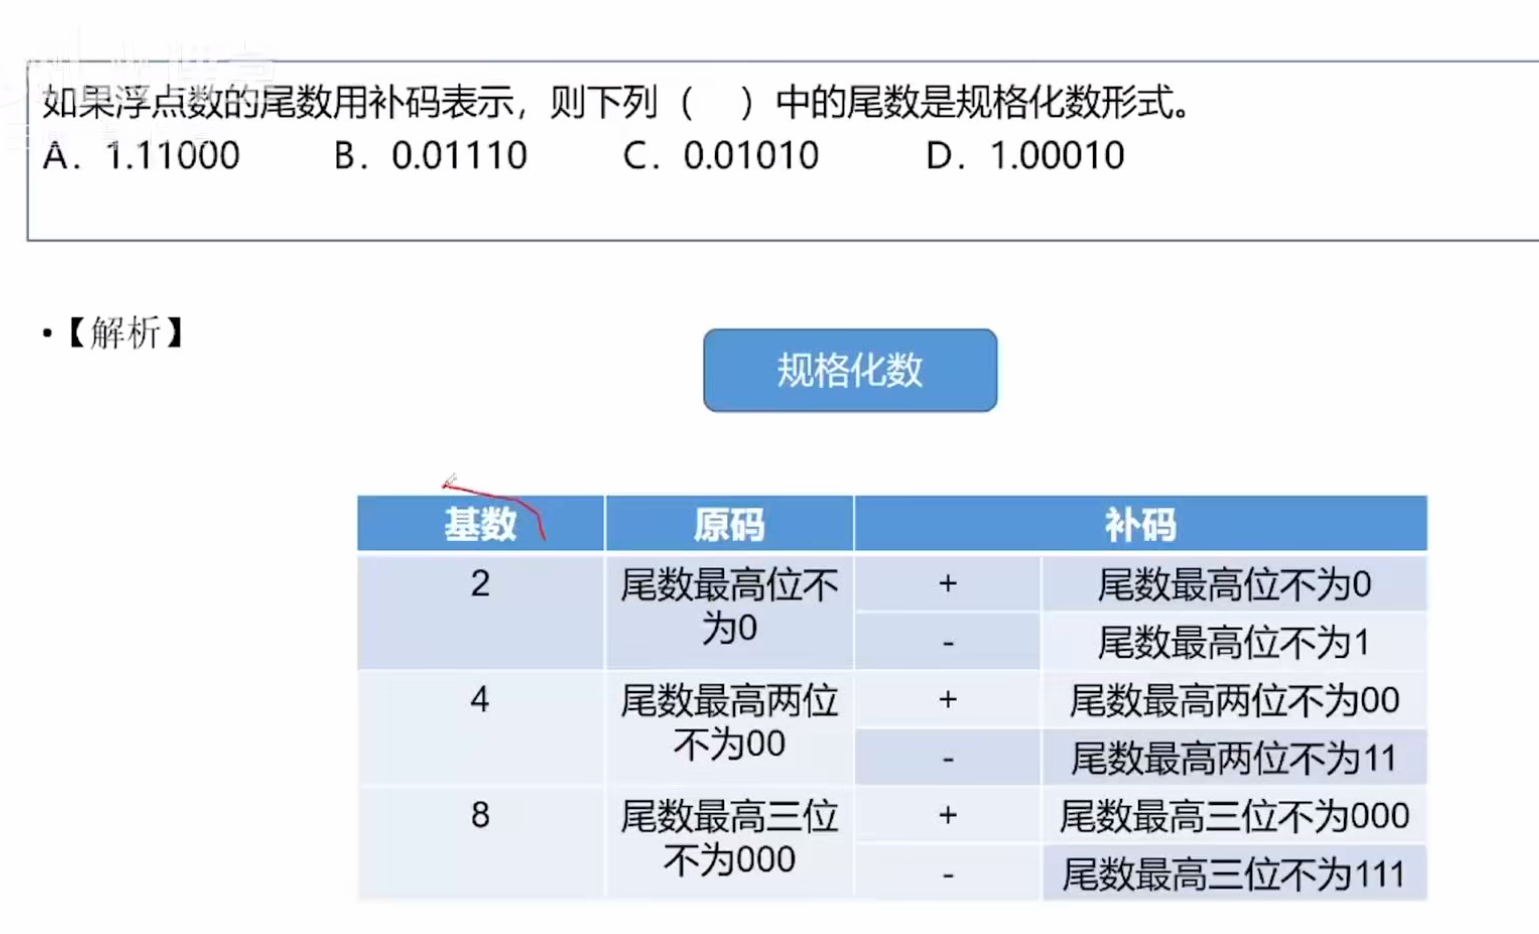 如果浮点数的尾数用补码表示，则下列（ ）中的尾数是规格化数形式。
A．1.11000 B．0.01110 C．0.01010 D．1.00010
•【解析】
规格化数
基数 原码 补码
2 尾数最高位不为0 + 尾数最高位不为0
- 尾数最高位不为1
4 尾数最高两位不为00 + 尾数最高两位不为00
- 尾数最高两位不为11
8 尾数最高三位不为000 + 尾数最高三位不为000
- 尾数最高三位不为111